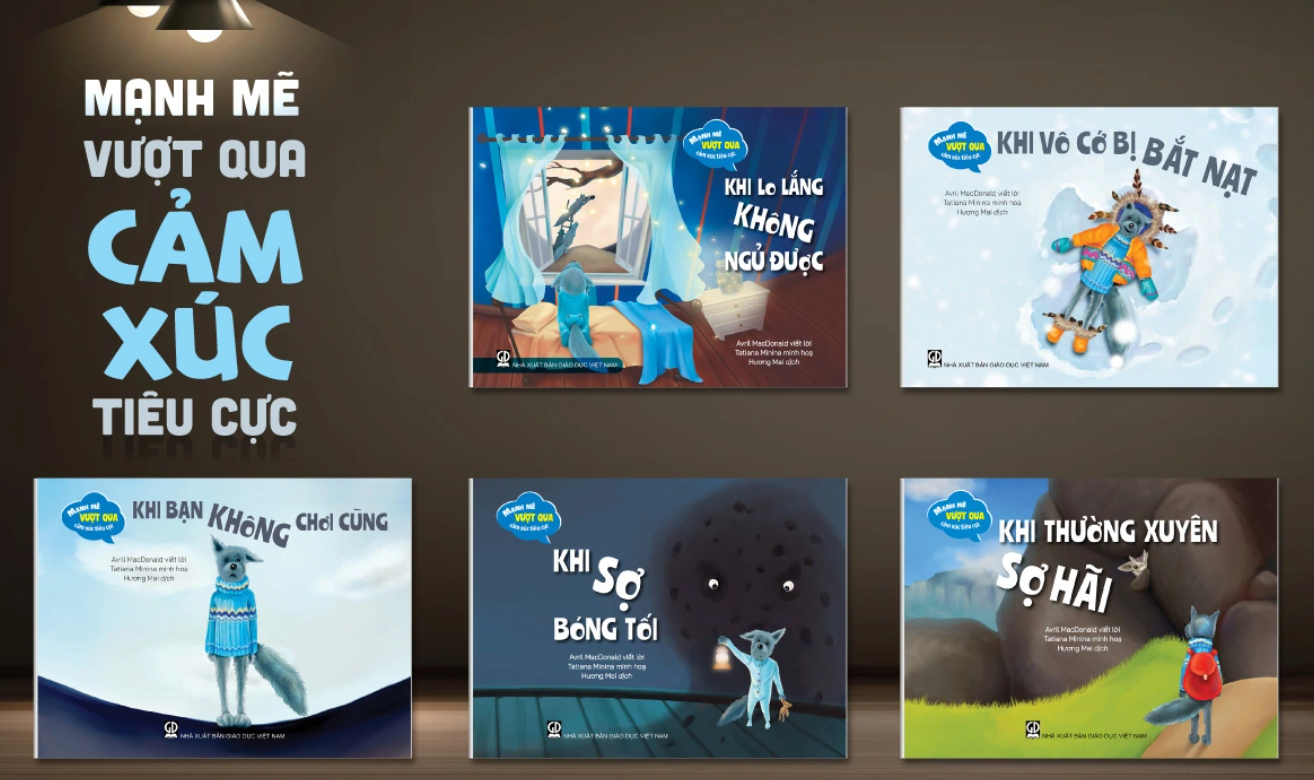 MẠNH MẼ
VƯỢT QUA
CẢM
XÚC
TIÊU CỰC
MẠNH MẼ
VƯỢT QUA
cảm xúc tiêu cực
KHI LO LẮNG
KHÔNG
NGỦ ĐƯỢC
Avril MacDonald viết lời
Tatiana Minina minh hoạ
Hương Mai dịch
GD
NHÀ XUẤT BẢN GIÁO DỤC VIỆT NAM
MẠNH MẼ
VƯỢT QUA
cảm xúc tiêu cực
KHI VÔ CỚ BỊ BẮT NẠT
Avril MacDonald viết lời
Tatiana Minina minh hoạ
Hương Mai dịch
GD
NHÀ XUẤT BẢN GIÁO DỤC VIỆT NAM
MẠNH MẼ
VƯỢT QUA
cảm xúc tiêu cực
KHI BẠN KHÔNG CHƠI CÙNG
Avril MacDonald viết lời
Tatiana Minina minh hoạ
Hương Mai dịch
GD
NHÀ XUẤT BẢN GIÁO DỤC VIỆT NAM
MẠNH MẼ
VƯỢT QUA
cảm xúc tiêu cực
KHI SỢ
BÓNG TỐI
Avril MacDonald viết lời
Tatiana Minina minh hoạ
Hương Mai dịch
GD
NHÀ XUẤT BẢN GIÁO DỤC VIỆT NAM
MẠNH MẼ
VƯỢT QUA
cảm xúc tiêu cực
KHI THƯỜNG XUYÊN
SỢ HÃI
Avril MacDonald viết lời
Tatiana Minina minh hoạ
Hương Mai dịch
GD
NHÀ XUẤT BẢN GIÁO DỤC VIỆT NAM